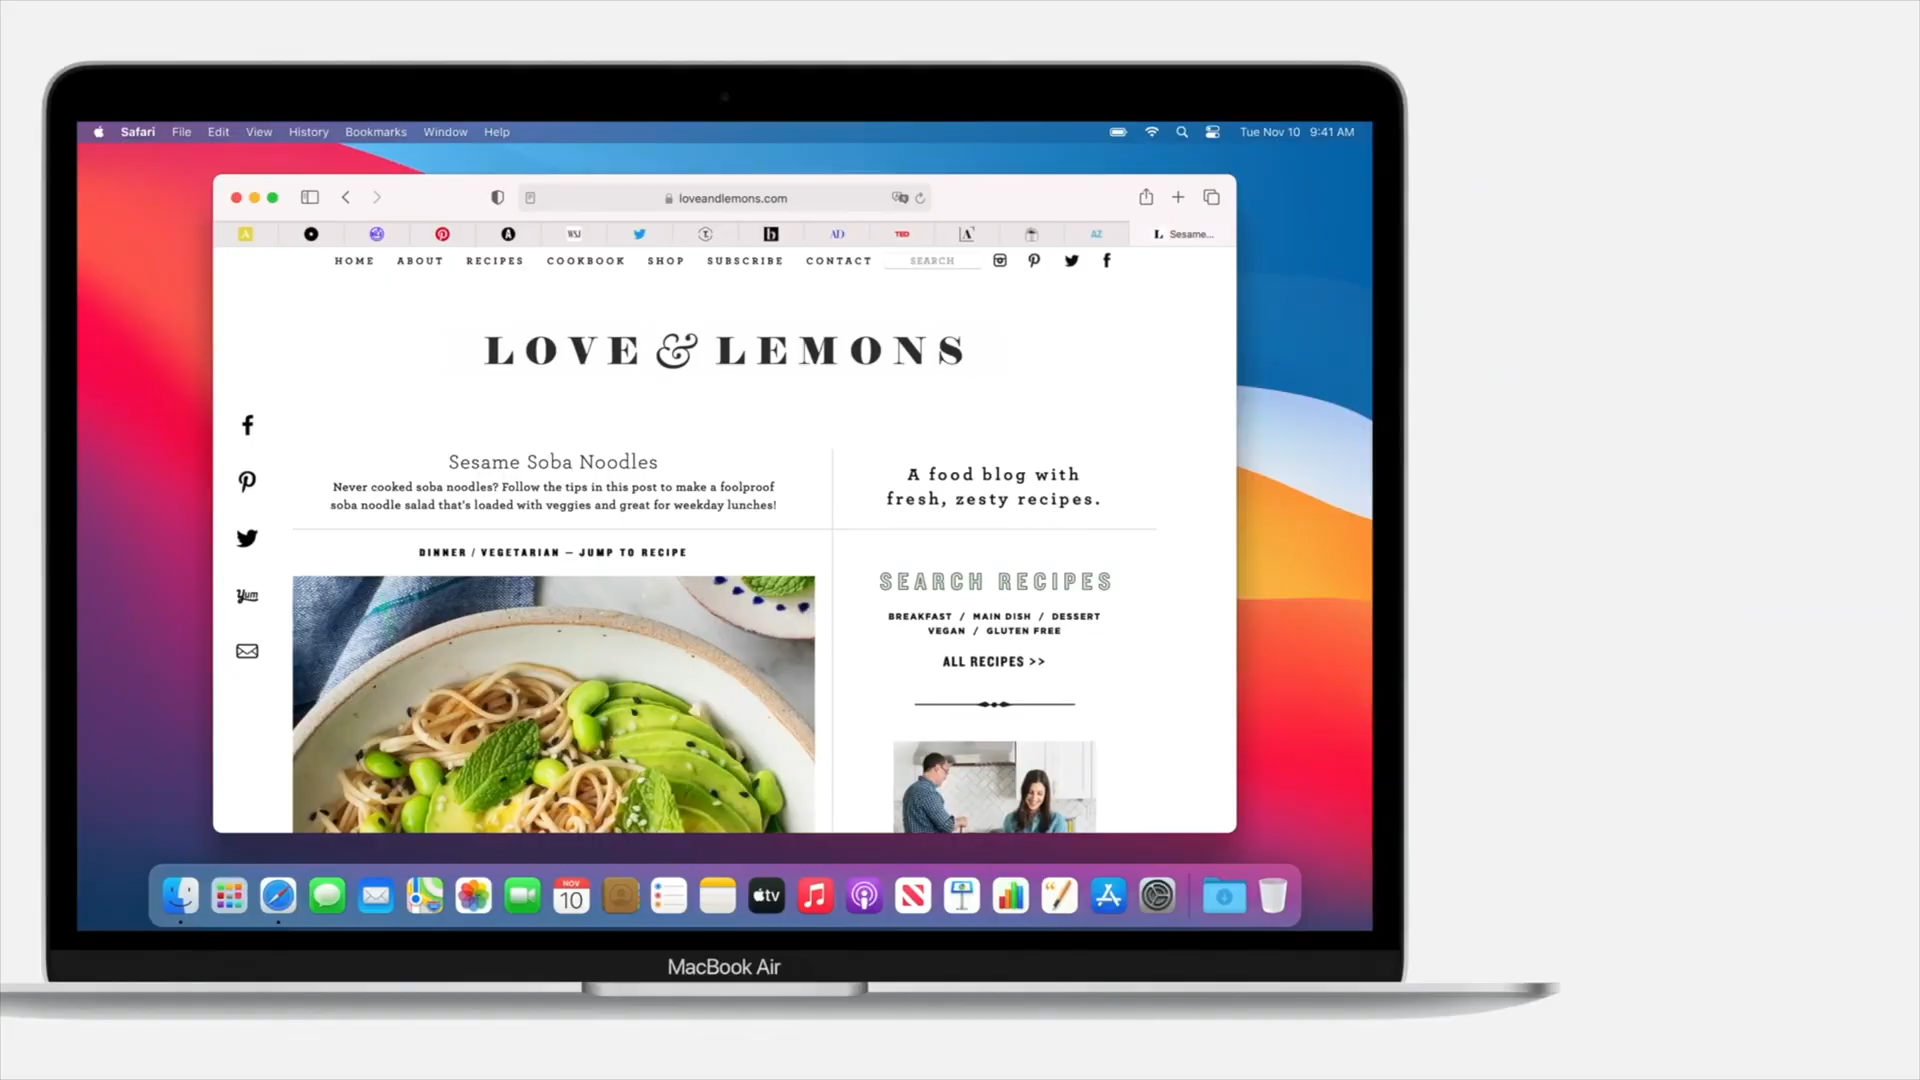 Safari File Edit View History Bookmarks Window Help Tue Nov 10 9:41 AM
loveandlemons.com
A WSJ AD TED A AZ L Sesame...
HOME ABOUT RECIPES COOKBOOK SHOP SUBSCRIBE CONTACT SEARCH
LOVE & LEMONS
Sesame Soba Noodles
Never cooked soba noodles? Follow the tips in this post to make a foolproof
soba noodle salad that's loaded with veggies and great for weekday lunches!
DINNER / VEGETARIAN – JUMP TO RECIPE
Yum
A food blog with
fresh, zesty recipes.
SEARCH RECIPES
BREAKFAST / MAIN DISH / DESSERT
VEGAN / GLUTEN FREE
ALL RECIPES >>
NOV
10
tv
MacBook Air